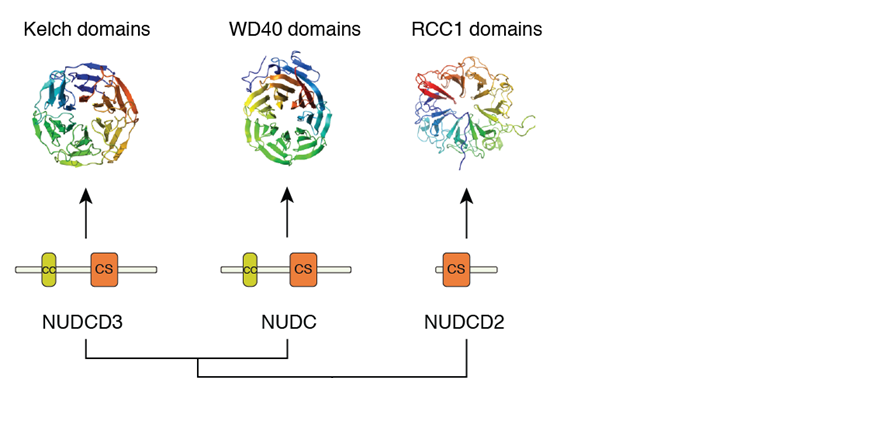 Kelch domains WD40 domains RCC1 domains
CC CS CC CS CS
NUDCD3 NUDC NUDCD2